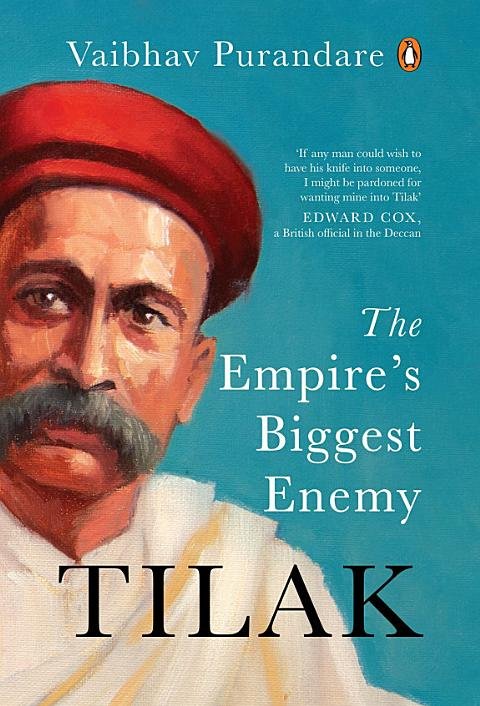 Vaibhav Purandare
‘If any man could wish to
have his knife into someone,
I might be pardoned for
wanting mine into Tilak’
EDWARD COX,
a British official in the Deccan
The
Empire’s
Biggest
Enemy
TILAK